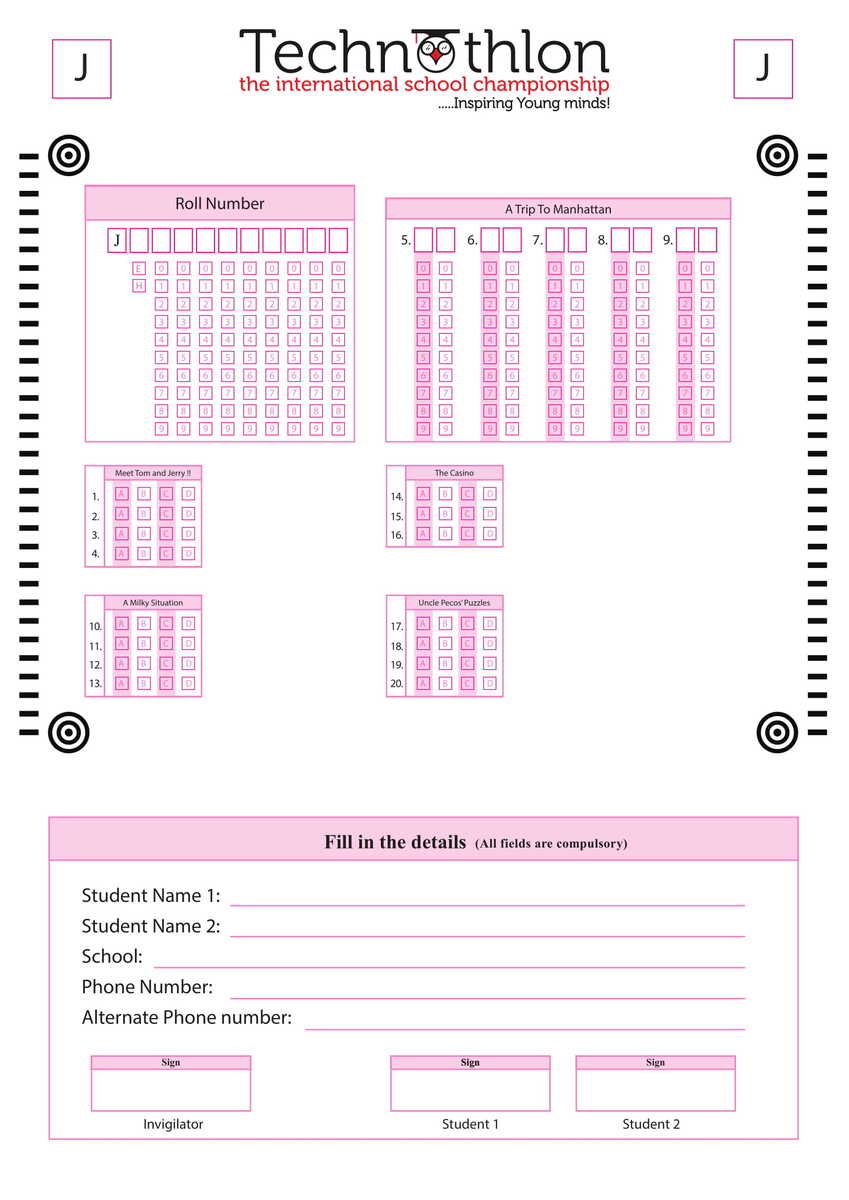 J
Technothlon
J
the international school championship
.....Inspiring Young minds!
Roll Number
J
E 0 0 0 0 0 0 0 0 0
H 1 1 1 1 1 1 1 1 1
2 2 2 2 2 2 2 2 2
3 3 3 3 3 3 3 3 3
4 4 4 4 4 4 4 4 4
5 5 5 5 5 5 5 5 5
6 6 6 6 6 6 6 6 6
7 7 7 7 7 7 7 7 7
8 8 8 8 8 8 8 8 8
9 9 9 9 9 9 9 9 9
A Trip To Manhattan
5. 6. 7. 8. 9.
0 0 0 0 0 0 0 0 0 0
1 1 1 1 1 1 1 1 1 1
2 2 2 2 2 2 2 2 2 2
3 3 3 3 3 3 3 3 3 3
4 4 4 4 4 4 4 4 4 4
5 5 5 5 5 5 5 5 5 5
6 6 6 6 6 6 6 6 6 6
7 7 7 7 7 7 7 7 7 7
8 8 8 8 8 8 8 8 8 8
9 9 9 9 9 9 9 9 9 9
Meet Tom and Jerry !!
1. A B C D
2. A B C D
3. A B C D
4. A B C D
The Casino
14. A B C D
15. A B C D
16. A B C D
A Milky Situation
10. A B C D
11. A B C D
12. A B C D
13. A B C D
Uncle Pecos' Puzzles
17. A B C D
18. A B C D
19. A B C D
20. A B C D
Fill in the details (All fields are compulsory)
Student Name 1:
Student Name 2:
School:
Phone Number:
Alternate Phone number:
Sign Sign Sign
Invigilator Student 1 Student 2